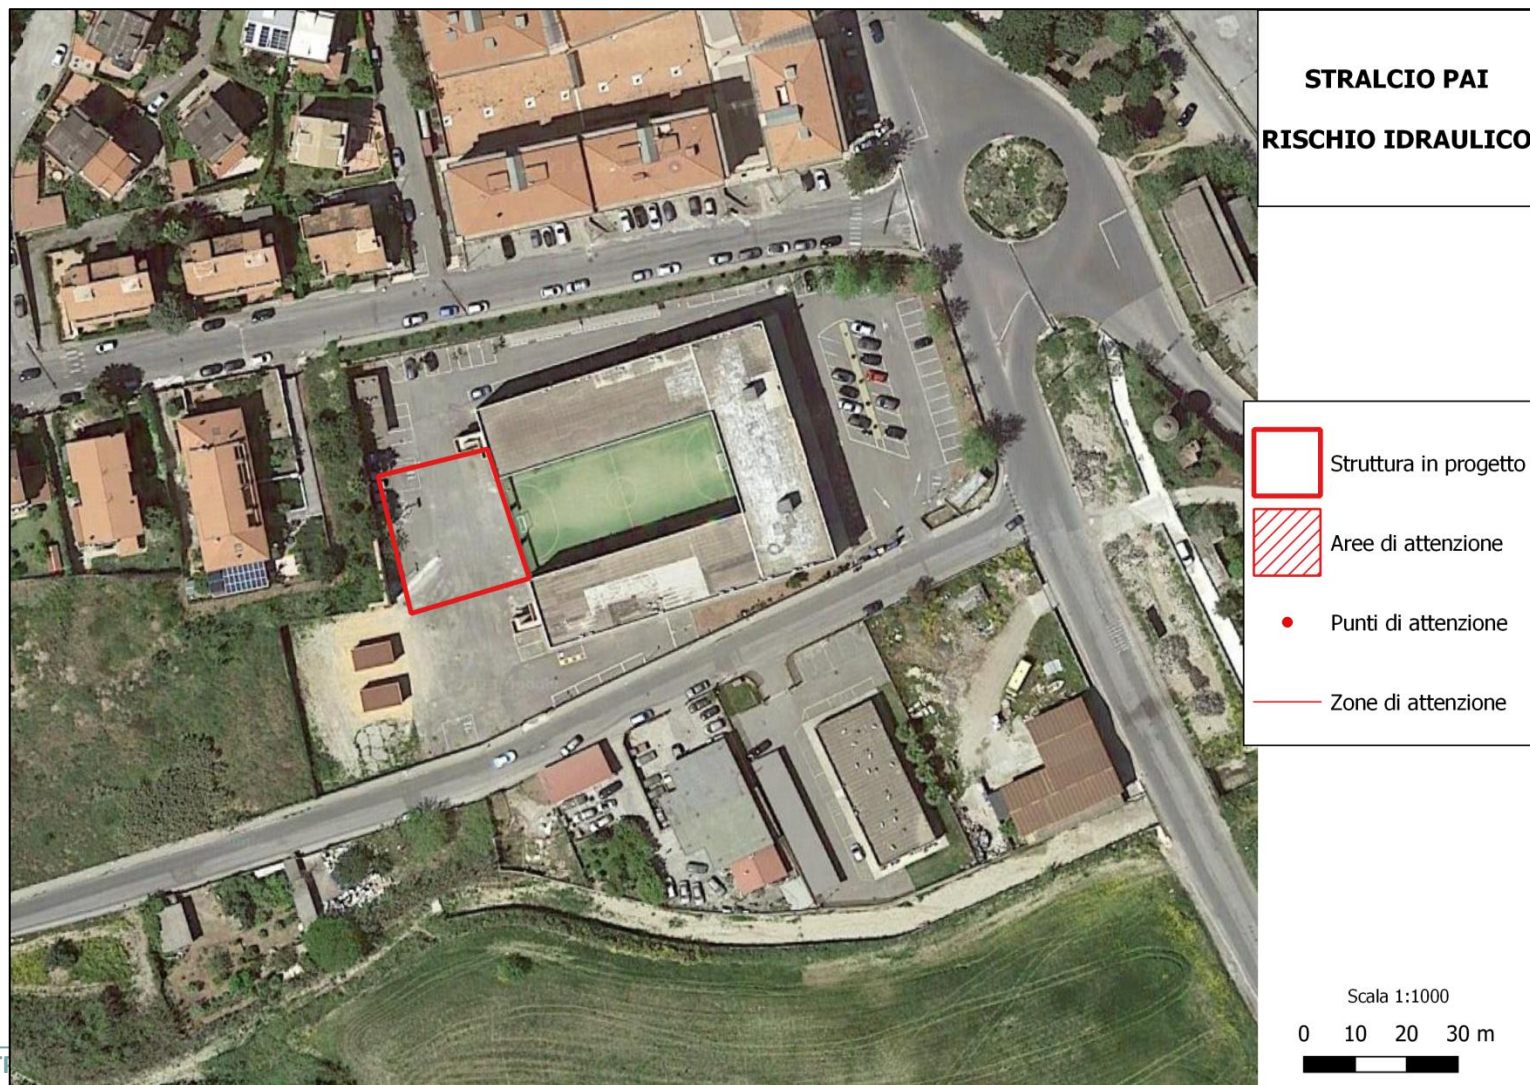 STRALCIO PAI
RISCHIO IDRAULICO
Struttura in progetto
Aree di attenzione
Punti di attenzione
Zone di attenzione
Scala 1:1000
0 10 20 30 m